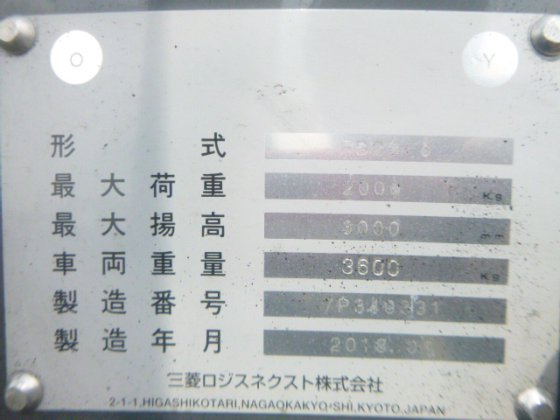 O Y
形式
最大荷重 2000 Kg
最大揚高 3000
車両重量 3600 Kg
製造番号
製造年月
三菱ロジスネクスト株式会社
2-1-1,HIGASHIKOTARI,NAGAOKAKYO-SHI,KYOTO,JAPAN